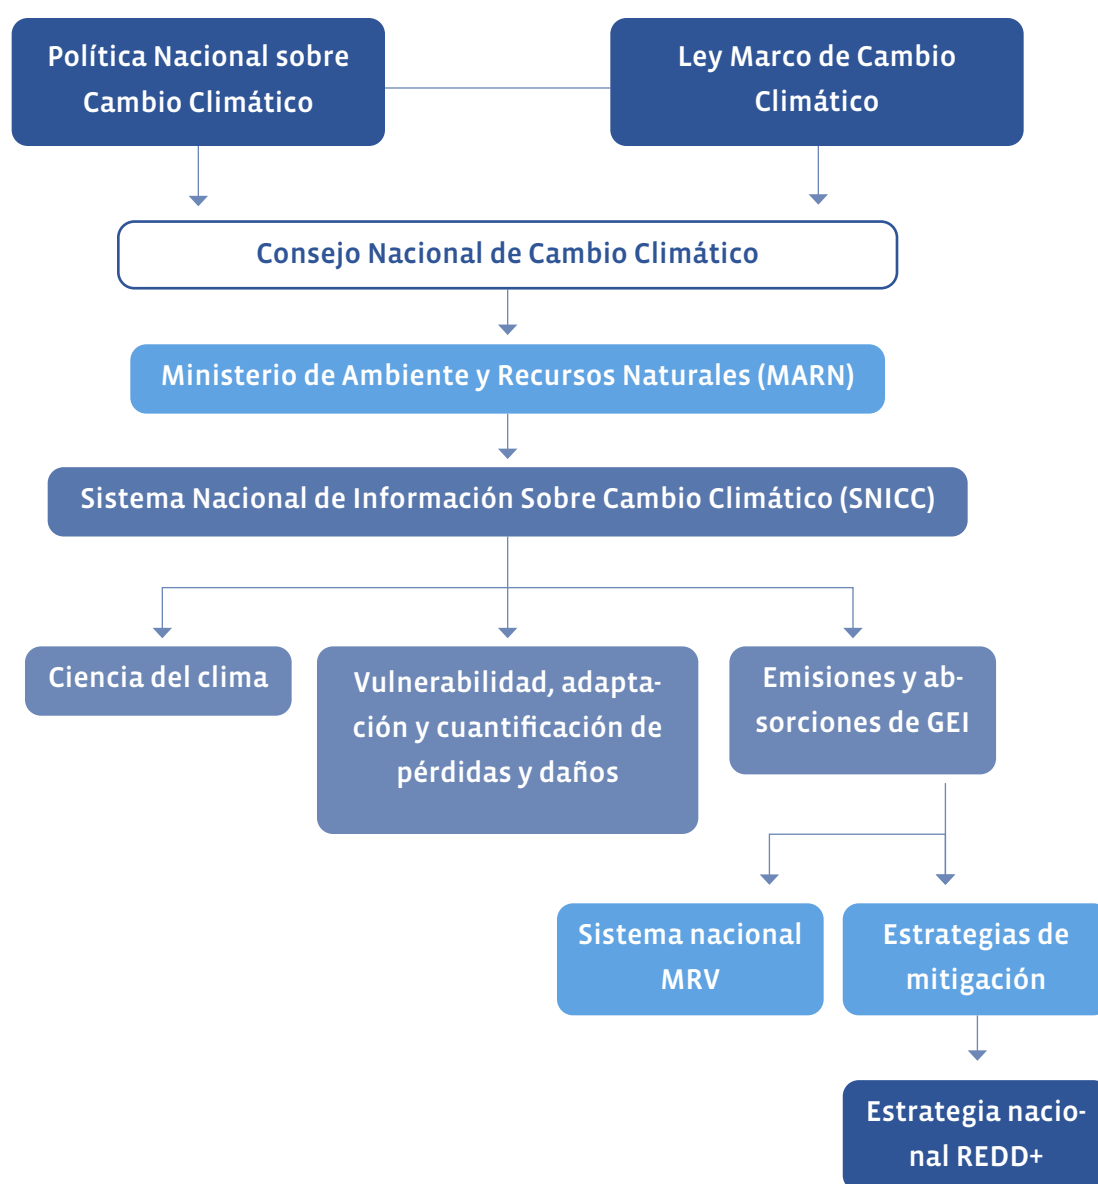 Política Nacional sobre
Cambio Climático
Ley Marco de Cambio
Climático
Consejo Nacional de Cambio Climático
Ministerio de Ambiente y Recursos Naturales (MARN)
Sistema Nacional de Información Sobre Cambio Climático (SNICC)
Ciencia del clima
Vulnerabilidad, adapta-
ción y cuantificación de
pérdidas y daños
Emisiones y ab-
sorciones de GEI
Sistema nacional
MRV
Estrategias de
mitigación
Estrategia nacio-
nal REDD+